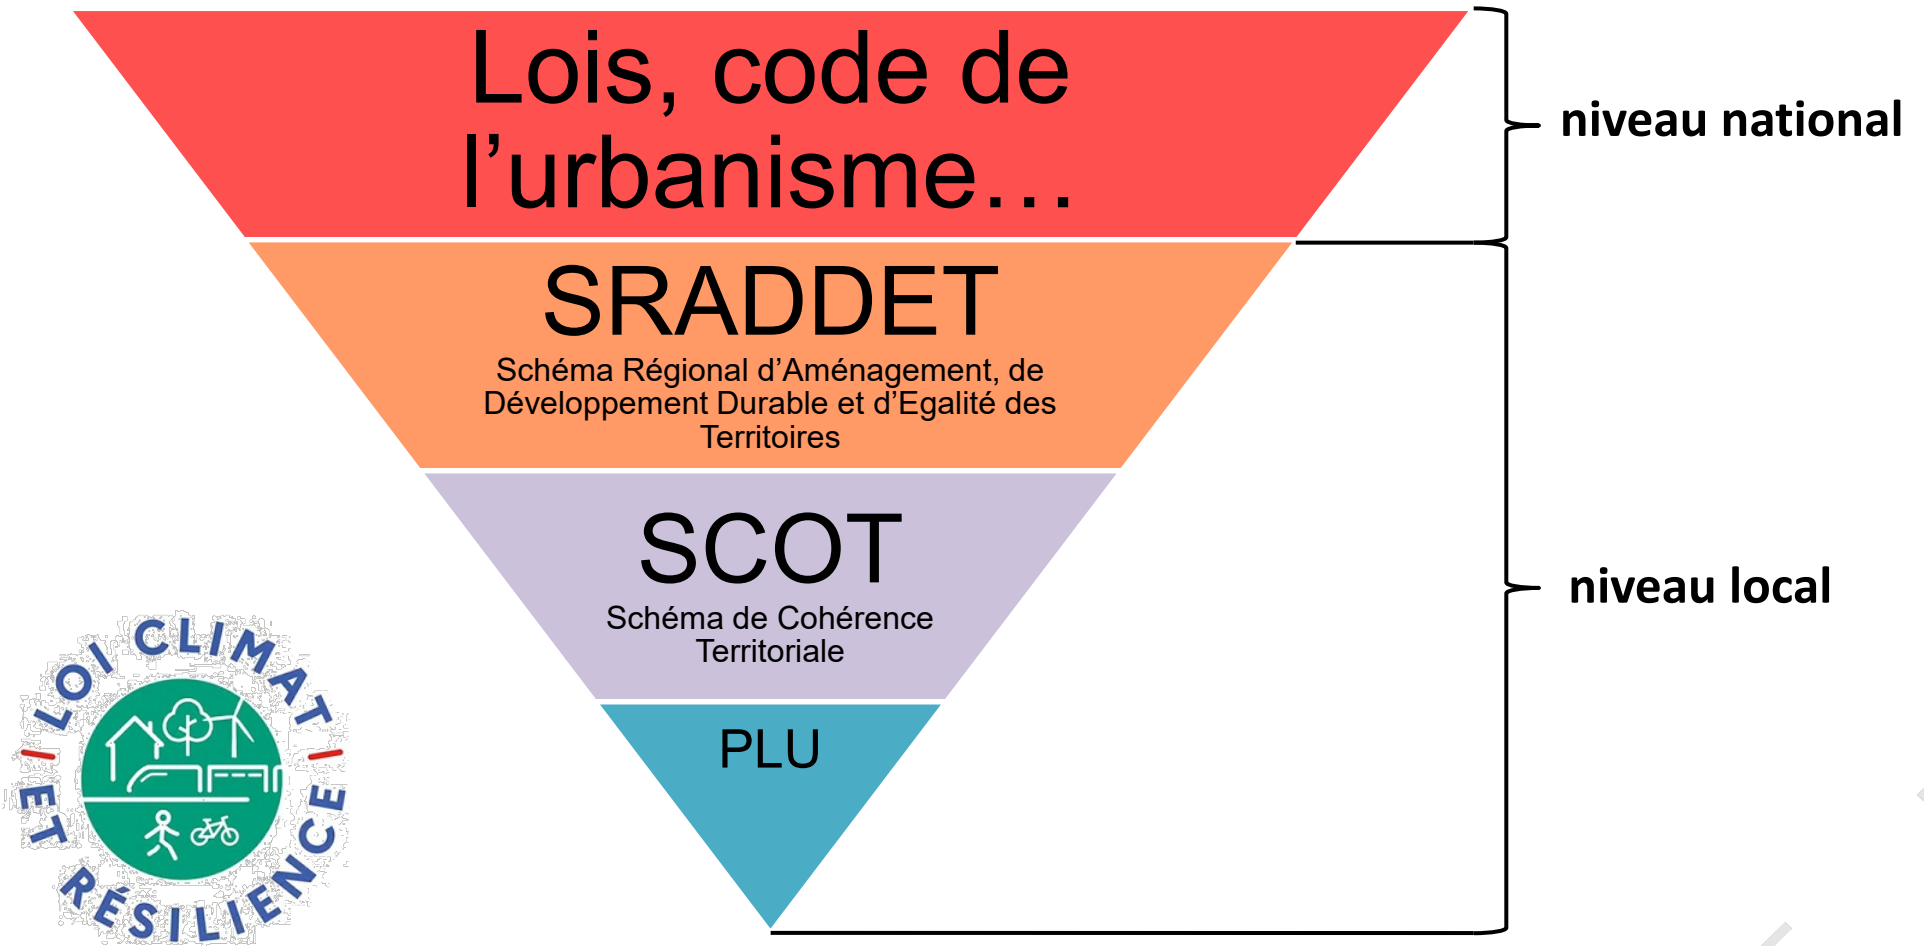 Lois, code de
l’urbanisme…
niveau national
SRADDET
Schéma Régional d’Aménagement, de
Développement Durable et d’Egalité des
Territoires
SCOT
Schéma de Cohérence
Territoriale
niveau local
PLU
LOI CLIMAT
ET RÉSILIENCE